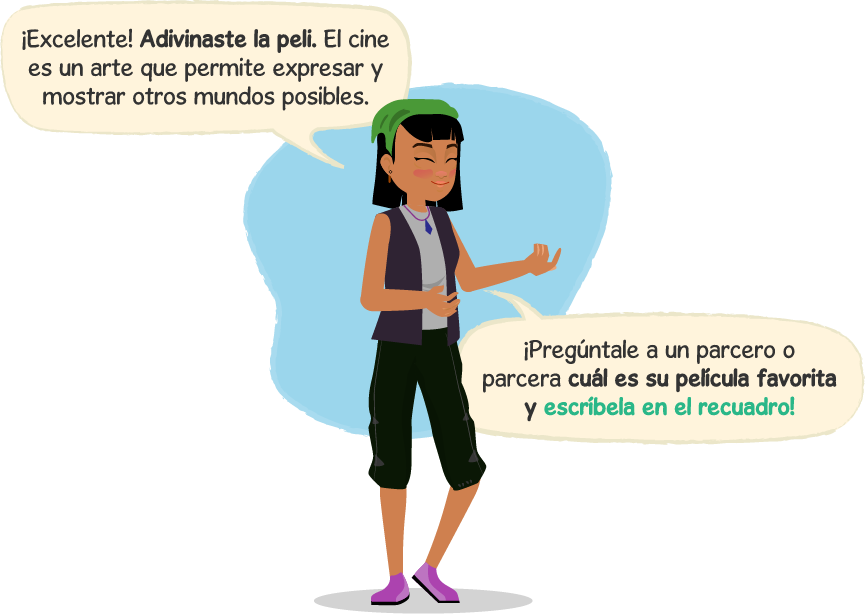 ¡Excelente! Adivinaste la peli. El cine
es un arte que permite expresar y
mostrar otros mundos posibles.
¡Pregúntale a un parcero o
parcera cuál es su película favorita
y escríbela en el recuadro!